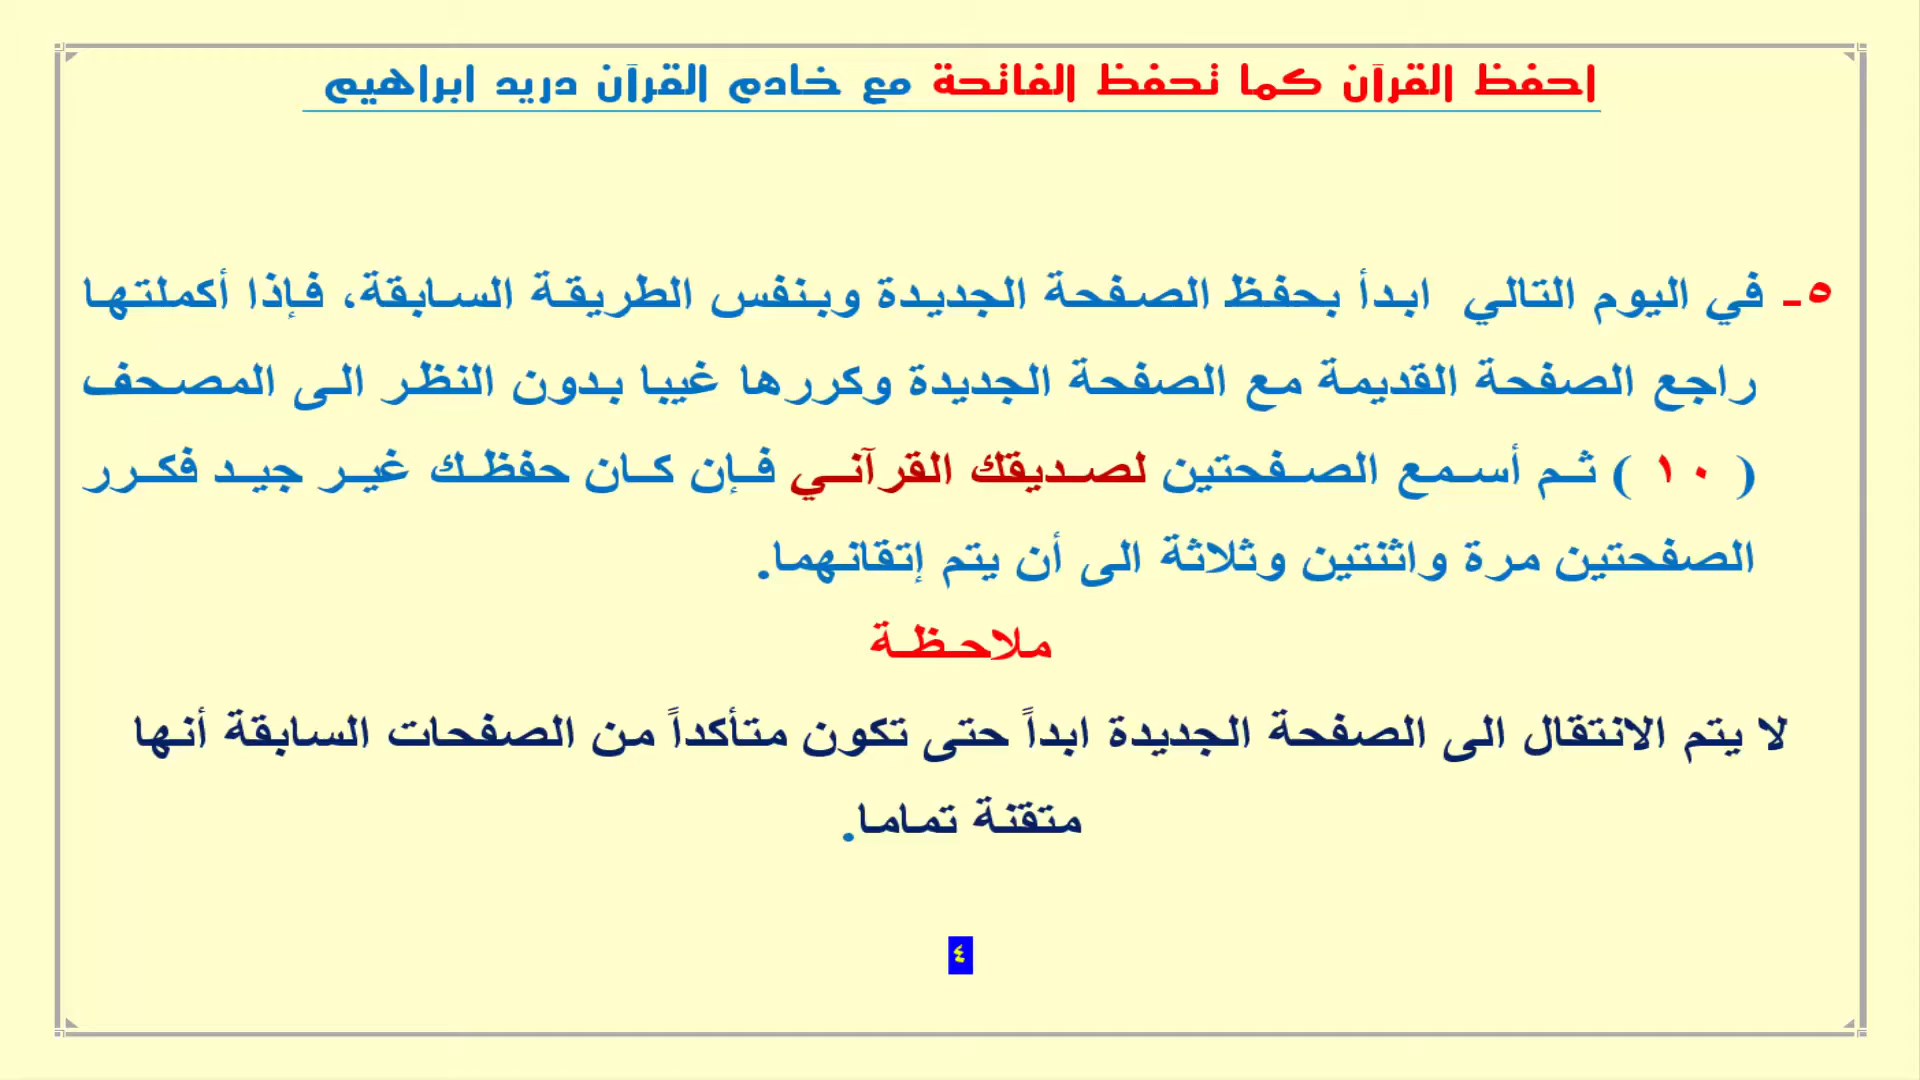 احفظ القرآن كما تحفظ الفاتحة مع خادم القرآن دريد ابراهيم
٥- في اليوم التالي ابدأ بحفظ الصفحة الجديدة وبنفس الطريقة السابقة، فإذا أكملتها
راجع الصفحة القديمة مع الصفحة الجديدة وكررها غيبا بدون النظر الى المصحف
( ١٠ ) ثم أسمع الصفحتين لصديقك القرآني فإن كان حفظك غير جيد فكرر
الصفحتين مرة واثنتين وثلاثة الى أن يتم إتقانهما.
ملاحظة
لا يتم الانتقال الى الصفحة الجديدة ابداً حتى تكون متأكداً من الصفحات السابقة أنها
متقنة تماما.
٤